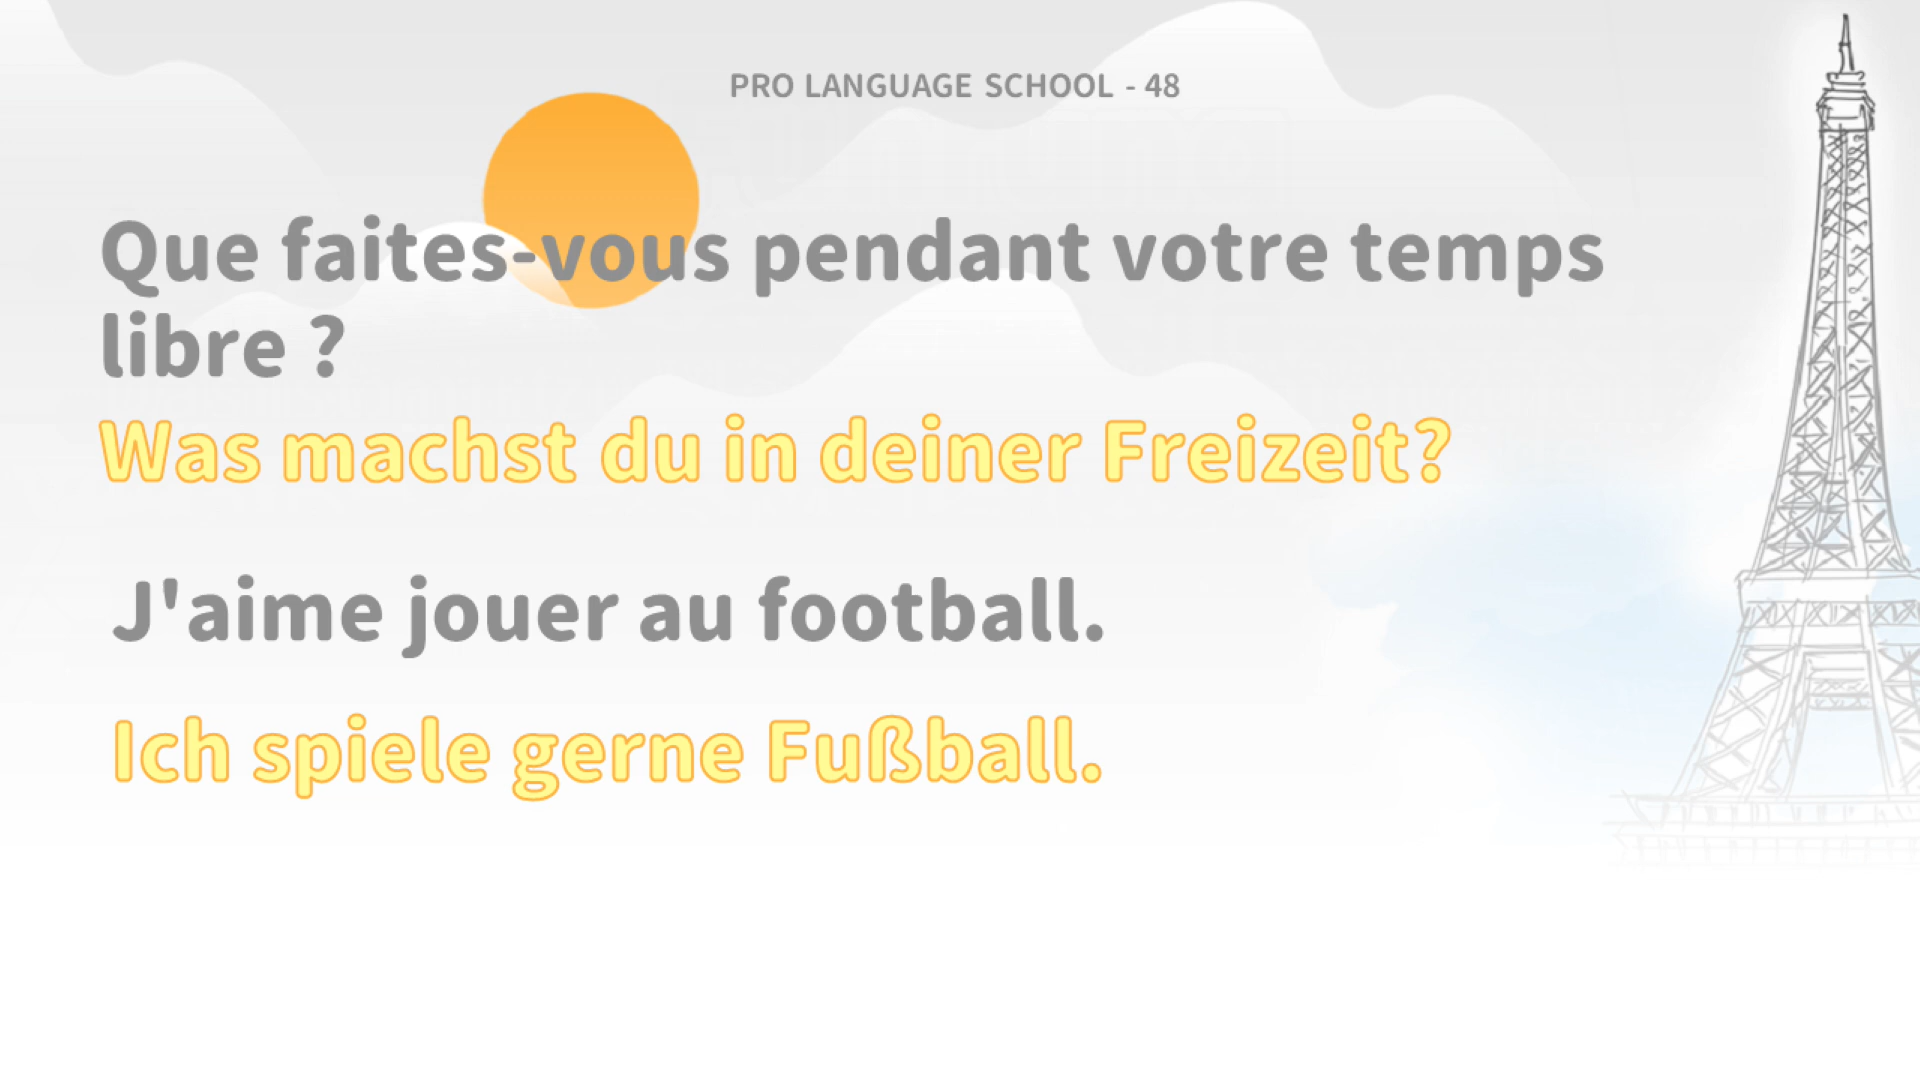 PRO LANGUAGE SCHOOL - 48
Que faites-vous pendant votre temps
libre ?
Was machst du in deiner Freizeit?
J'aime jouer au football.
Ich spiele gerne Fußball.